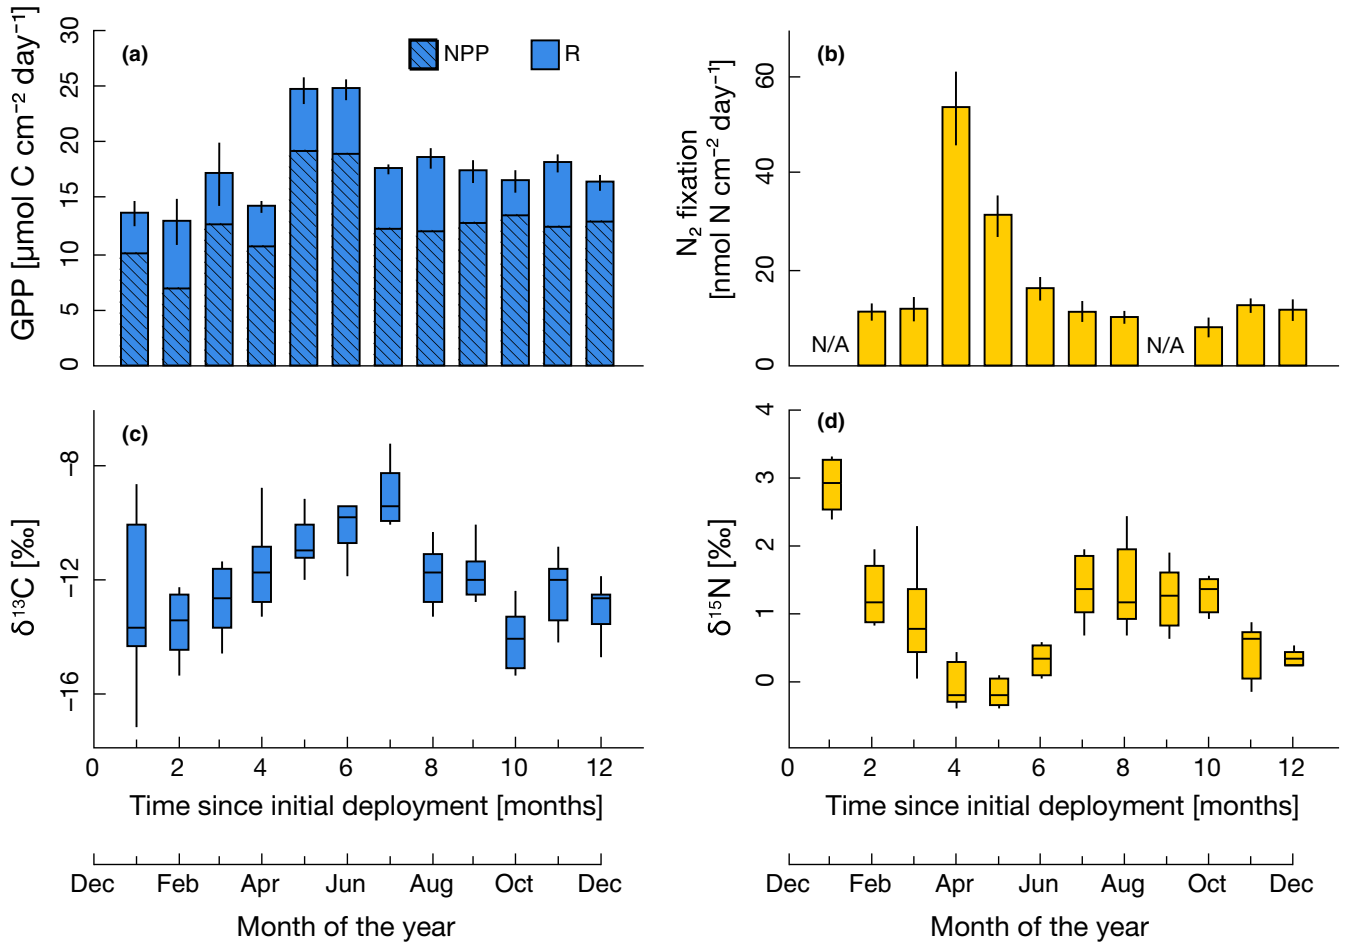 (a)
NPP
R
GPP [µmol C cm⁻² day⁻¹]
30
25
20
15
10
5
0
(b)
N₂ fixation
[nmol N cm⁻² day⁻¹]
60
40
20
0
N/A
N/A
(c)
δ¹³C [‰]
−8
−12
−16
0 2 4 6 8 10 12
Time since initial deployment [months]
Dec Feb Apr Jun Aug Oct Dec
Month of the year
(d)
δ¹⁵N [‰]
4
3
2
1
0
0 2 4 6 8 10 12
Time since initial deployment [months]
Dec Feb Apr Jun Aug Oct Dec
Month of the year